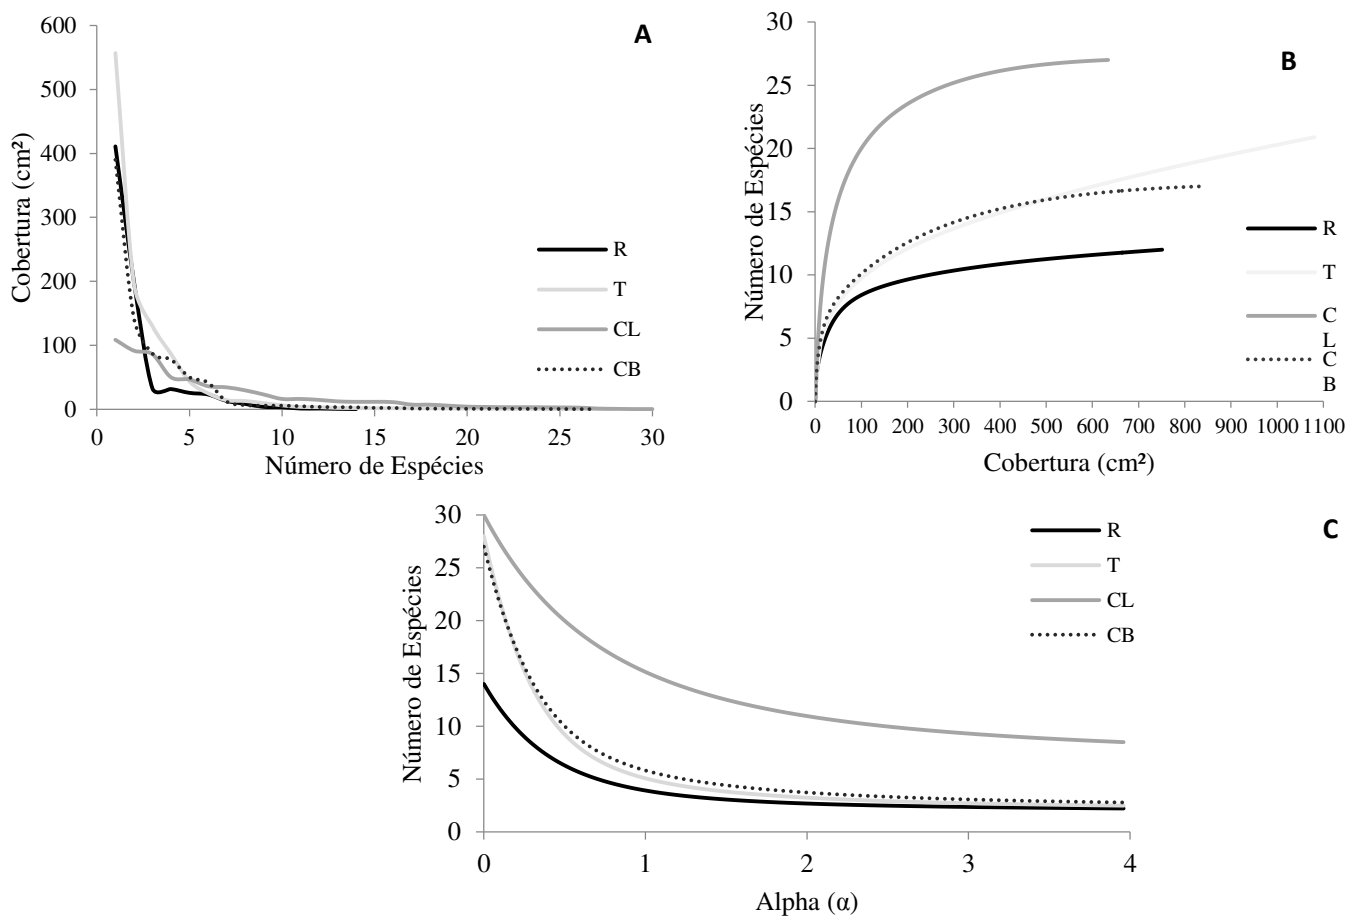 A
Cobertura (cm²)
600
500
400
300
200
100
0
0 5 10 15 20 25 30
Número de Espécies
R
T
CL
CB
B
Número de Espécies
30
25
20
15
10
5
0
0 100 200 300 400 500 600 700 800 900 1000 1100
Cobertura (cm²)
R
T
C
L
C
B
C
Número de Espécies
30
25
20
15
10
5
0
0 1 2 3 4
Alpha (α)
R
T
CL
CB